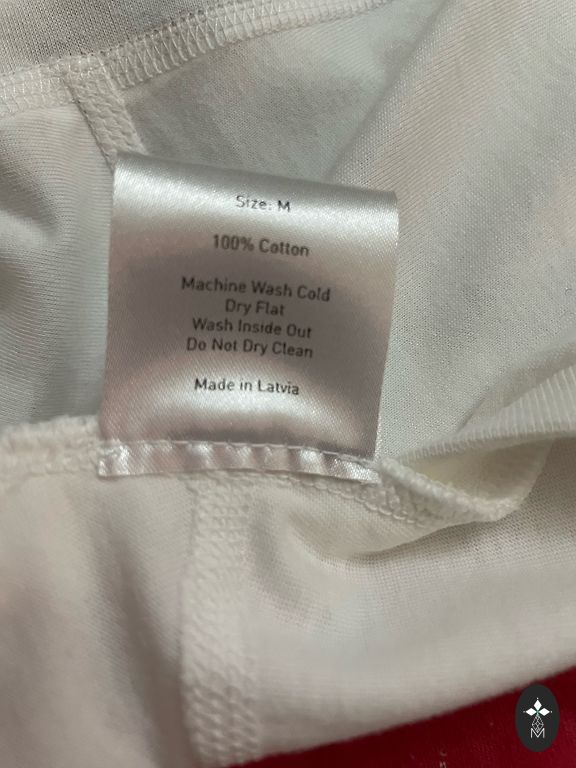 Size: M
100% Cotton
Machine Wash Cold
Dry Flat
Wash Inside Out
Do Not Dry Clean
Made in Latvia
M